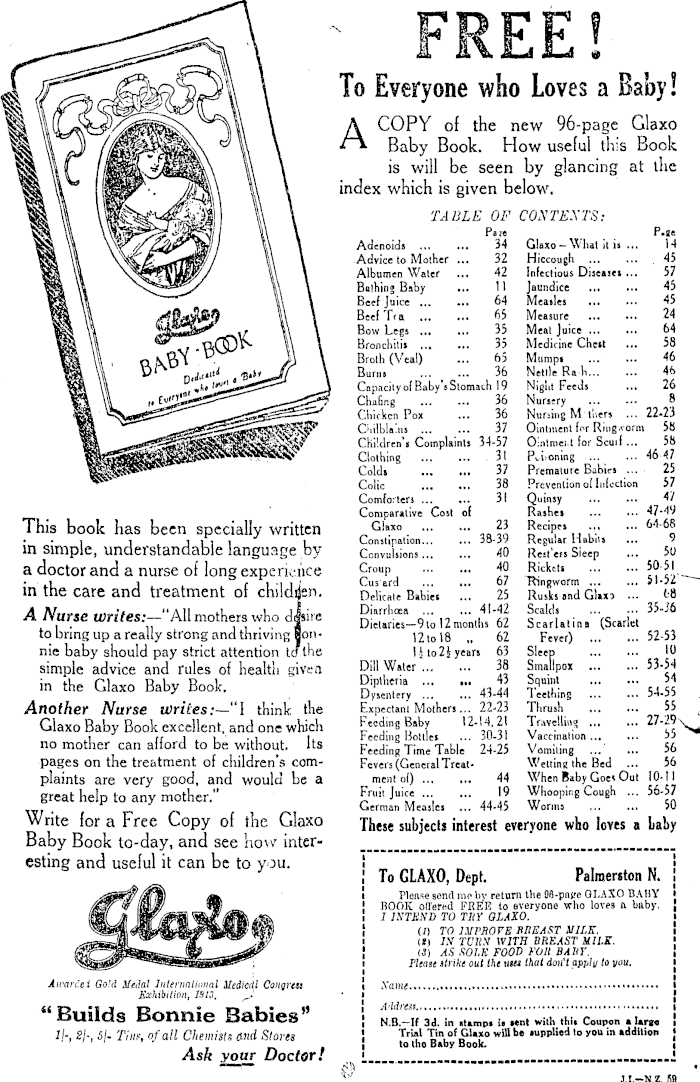 Glaxo
BABY · BOOK
Dedicated
to Everyone who loves a Baby
This book has been specially written
in simple, understandable language by
a doctor and a nurse of long experience
in the care and treatment of children.
A Nurse writes:—"All mothers who desire
to bring up a really strong and thriving bon-
nie baby should pay strict attention to the
simple advice and rules of health given
in the Glaxo Baby Book.
Another Nurse writes:—"I think the
Glaxo Baby Book excellent, and one which
no mother can afford to be without. Its
pages on the treatment of children's com-
plaints are very good, and would be a
great help to any mother."
Write for a Free Copy of the Glaxo
Baby Book to-day, and see how inter-
esting and useful it can be to you.
Glaxo
Awarded Gold Medal International Medical Congress
Exhibition, 1913.
"Builds Bonnie Babies"
1/-, 2/-, 5/- Tins, of all Chemists and Stores
Ask your Doctor!
FREE!
To Everyone who Loves a Baby!
A COPY of the new 96-page Glaxo
Baby Book. How useful this Book
is will be seen by glancing at the
index which is given below.
TABLE OF CONTENTS:
Page
Adenoids ... ... 34
Advice to Mother ... 32
Albumen Water ... 42
Bathing Baby ... 11
Beef Juice ... ... 64
Beef Tea ... ... 65
Bow Legs ... ... 35
Bronchitis ... ... 35
Broth (Veal) ... 65
Burns ... ... 36
Capacity of Baby's Stomach 19
Chafing ... ... 36
Chicken Pox ... 36
Chilblains ... ... 37
Children's Complaints 34-57
Clothing ... ... 31
Colds ... ... 37
Colic ... ... 38
Comforters ... ... 31
Comparative Cost of
Glaxo ... ... 23
Constipation... ... 38-39
Convulsions ... ... 40
Croup ... ... 40
Custard ... ... 67
Delicate Babies ... 25
Diarrhœa ... ... 41-42
Dietaries—9 to 12 months 62
12 to 18 „ 62
1½ to 2½ years 63
Dill Water ... ... 38
Diptheria ... ... 43
Dysentery ... ... 43-44
Expectant Mothers ... 22-23
Feeding Baby 12-14, 21
Feeding Bottles ... 30-31
Feeding Time Table 24-25
Fevers (General Treat-
ment of) ... ... 44
Fruit Juice ... ... 19
German Measles ... 44-45
Page
Glaxo – What it is ... 14
Hiccough ... ... 45
Infectious Diseases ... 57
Jaundice ... ... 45
Measles ... ... 45
Measure ... ... 24
Meat Juice ... ... 64
Medicine Chest ... 58
Mumps ... ... 46
Nettle Rash... ... 46
Night Feeds ... 26
Nursery ... ... 8
Nursing Mothers ... 22-23
Ointment for Ringworm 58
Ointment for Scurf ... 58
Poisoning ... ... 46-47
Premature Babies ... 25
Prevention of Infection 57
Quinsy ... ... 47
Rashes ... ... 47-49
Recipes ... ... 64-68
Regular Habits ... 9
Rest ers Sleep ... 50
Rickets ... ... 50-51
Ringworm ... ... 51-52
Rusks and Glaxo ... 68
Scalds ... ... 35-36
Scarlatina (Scarlet
Fever) ... ... 52-53
Sleep ... ... 10
Smallpox ... ... 53-54
Squint ... ... 54
Teething ... ... 54-55
Thrush ... ... 55
Travelling ... ... 27-29
Vaccination ... ... 55
Vomiting ... ... 56
Wetting the Bed ... 56
When Baby Goes Out 10-11
Whooping Cough ... 56-57
Worms ... ... 50
These subjects interest everyone who loves a baby
To GLAXO, Dept. Palmerston N.
Please send me by return the 96-page GLAXO BABY
BOOK offered FREE to everyone who loves a baby.
I INTEND TO TRY GLAXO.
(1) TO IMPROVE BREAST MILK.
(2) IN TURN WITH BREAST MILK.
(3) AS SOLE FOOD FOR BABY.
Please strike out the uses that don't apply to you.
Name
Address
N.B.—If 3d. in stamps is sent with this Coupon a large
Trial Tin of Glaxo will be supplied to you in addition
to the Baby Book.
J.I.—N.Z. 59